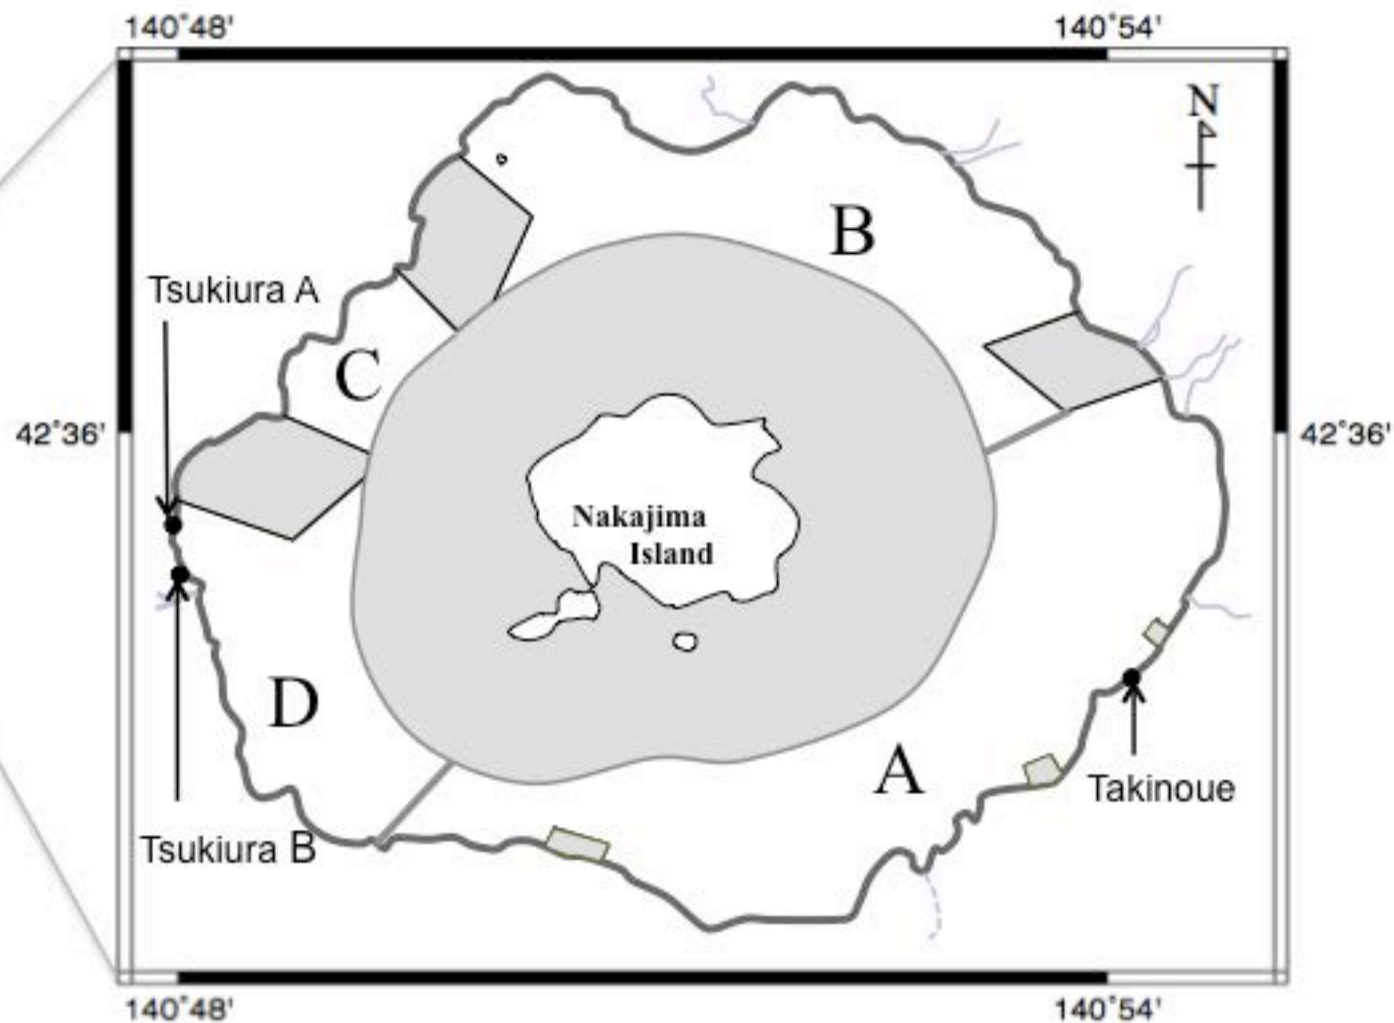 140˚48'
140˚54'
N
B
Tsukiura A
C
42˚36'
42˚36'
Nakajima
Island
D
A
Takinoue
Tsukiura B
140˚48'
140˚54'